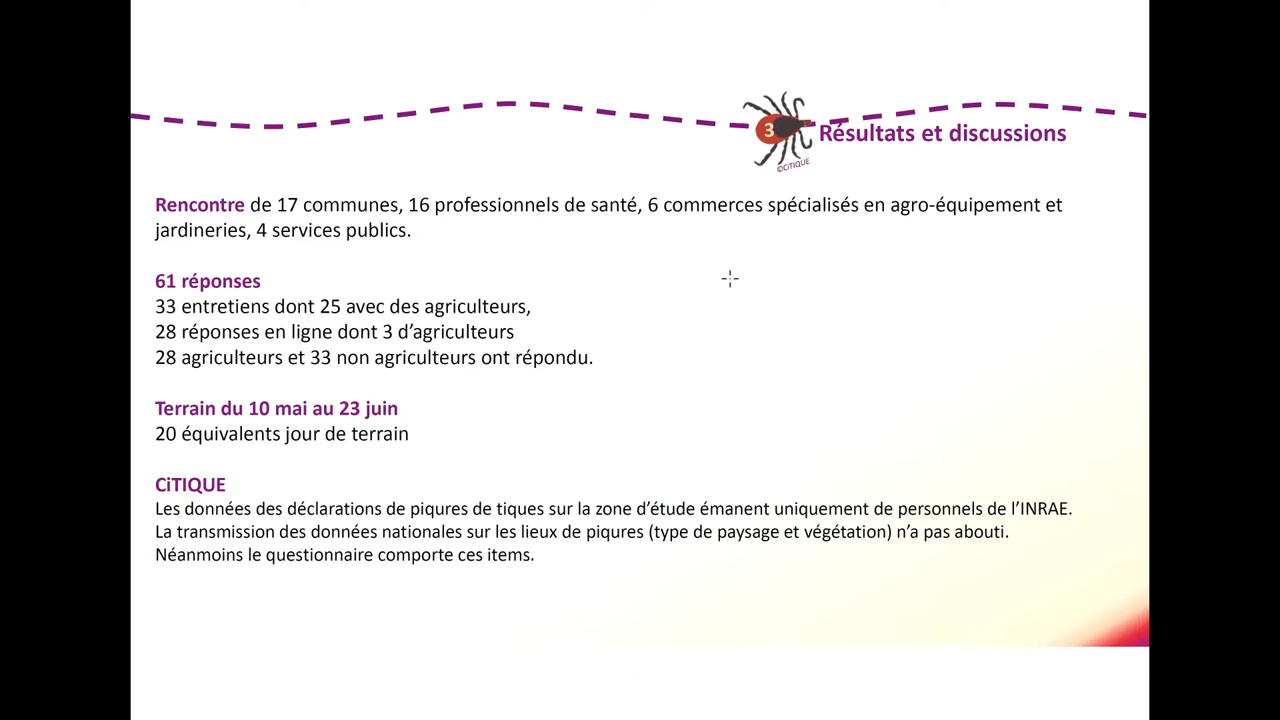 3
Résultats et discussions
©CiTIQUE
Rencontre de 17 communes, 16 professionnels de santé, 6 commerces spécialisés en agro-équipement et
jardineries, 4 services publics.
61 réponses
33 entretiens dont 25 avec des agriculteurs,
28 réponses en ligne dont 3 d’agriculteurs
28 agriculteurs et 33 non agriculteurs ont répondu.
Terrain du 10 mai au 23 juin
20 équivalents jour de terrain
CiTIQUE
Les données des déclarations de piqures de tiques sur la zone d’étude émanent uniquement de personnels de l’INRAE.
La transmission des données nationales sur les lieux de piqures (type de paysage et végétation) n’a pas abouti.
Néanmoins le questionnaire comporte ces items.